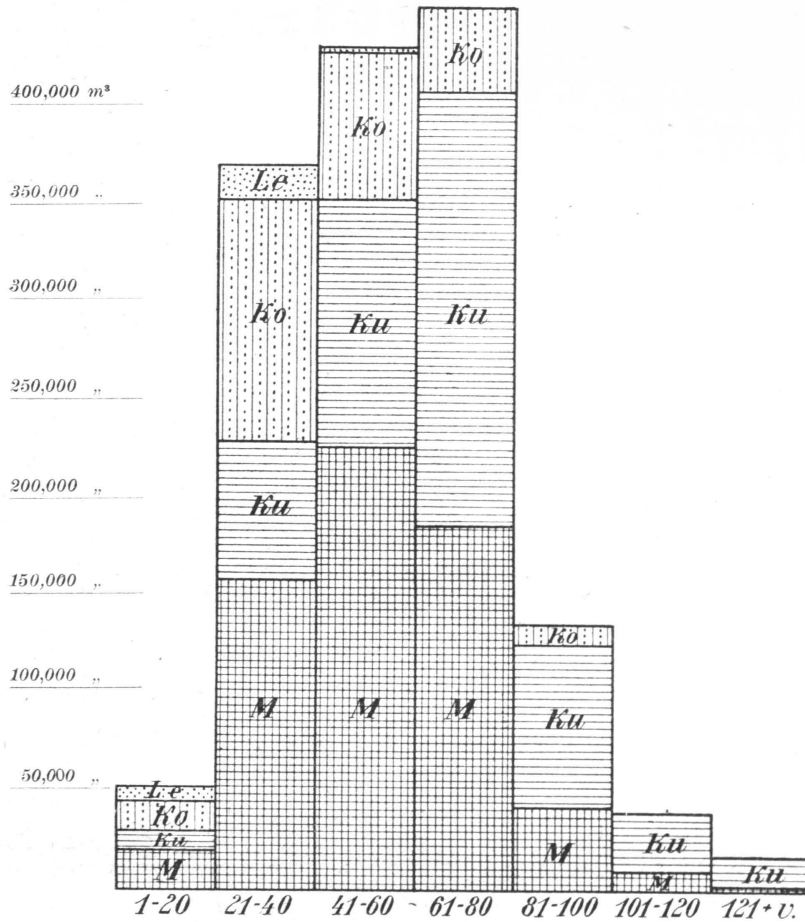 Ko
400,000 m³
Ko
Le
350,000 „
300,000 „
Ko
Ku
Ku
250,000 „
200,000 „
Ku
150,000 „
100,000 „
M
M
M
Ko
Ku
50,000 „
Le
Ko
Ku
M
M
Ku
M
Ku
1-20 21-40 41-60 - 61-80 81-100 101-120 121+v.